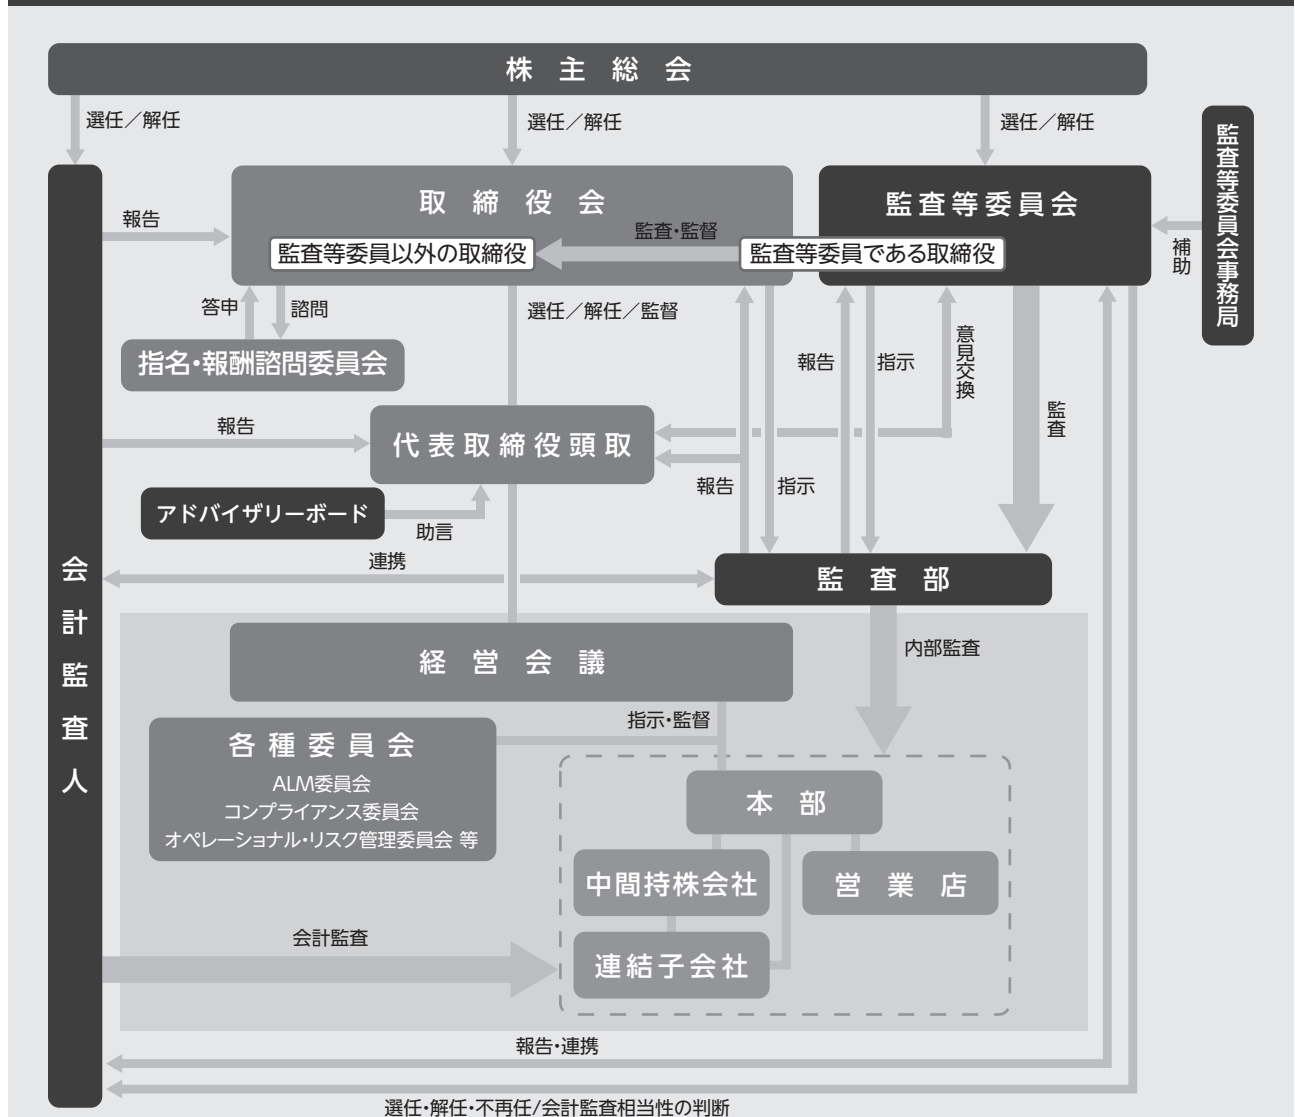 株主総会
選任／解任
選任／解任
選任／解任
監査等委員会事務局
取締役会
監査等委員会
報告
監査・監督
補助
監査等委員以外の取締役
監査等委員である取締役
答申
諮問
選任／解任／監督
指名・報酬諮問委員会
報告
指示
意見交換
監査
報告
代表取締役頭取
報告
指示
アドバイザリーボード
助言
連携
監査部
会計監査人
経営会議
内部監査
指示・監督
各種委員会
ALM委員会
コンプライアンス委員会
オペレーショナル・リスク管理委員会 等
本部
中間持株会社
営業店
会計監査
連結子会社
報告・連携
選任・解任・不再任/会計監査相当性の判断